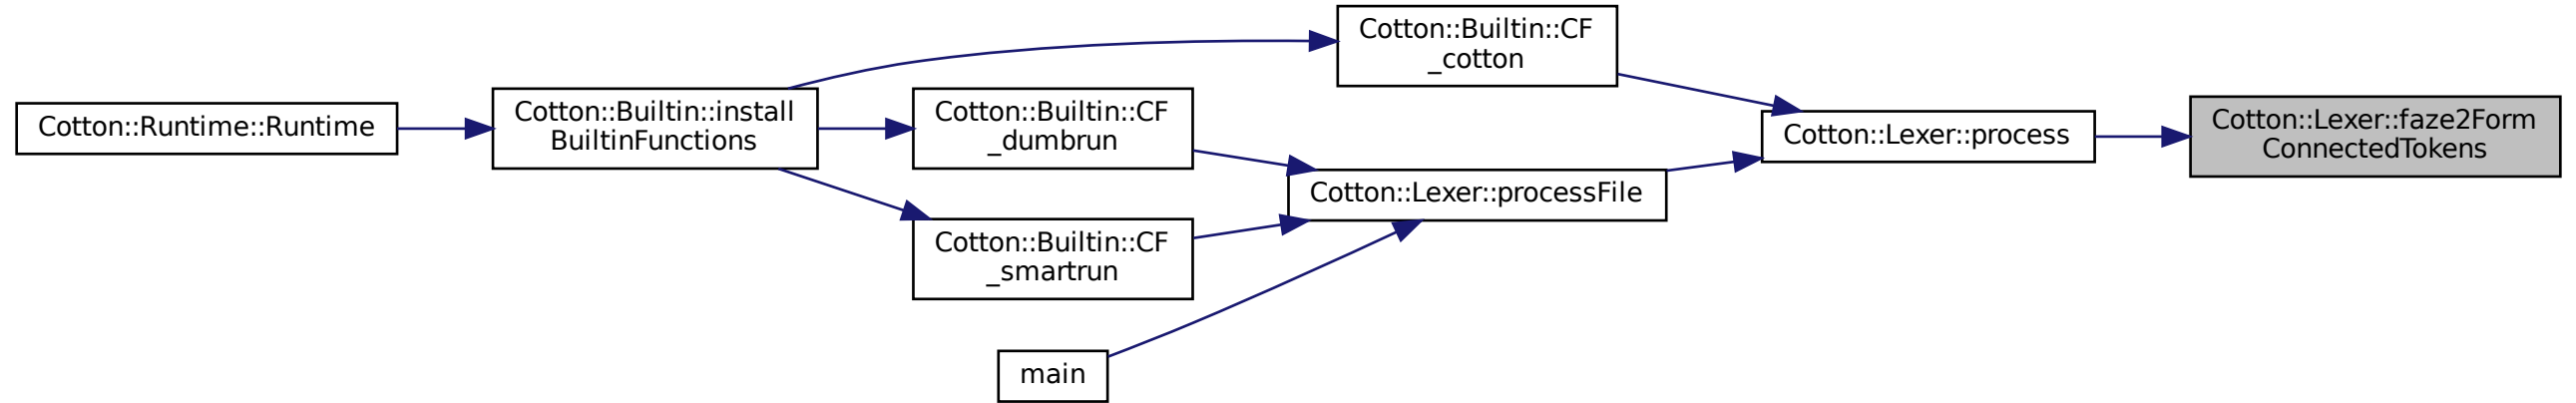 Cotton::Runtime::Runtime
Cotton::Builtin::install
BuiltinFunctions
Cotton::Builtin::CF
_cotton
Cotton::Builtin::CF
_dumbrun
Cotton::Builtin::CF
_smartrun
main
Cotton::Lexer::processFile
Cotton::Lexer::process
Cotton::Lexer::faze2Form
ConnectedTokens